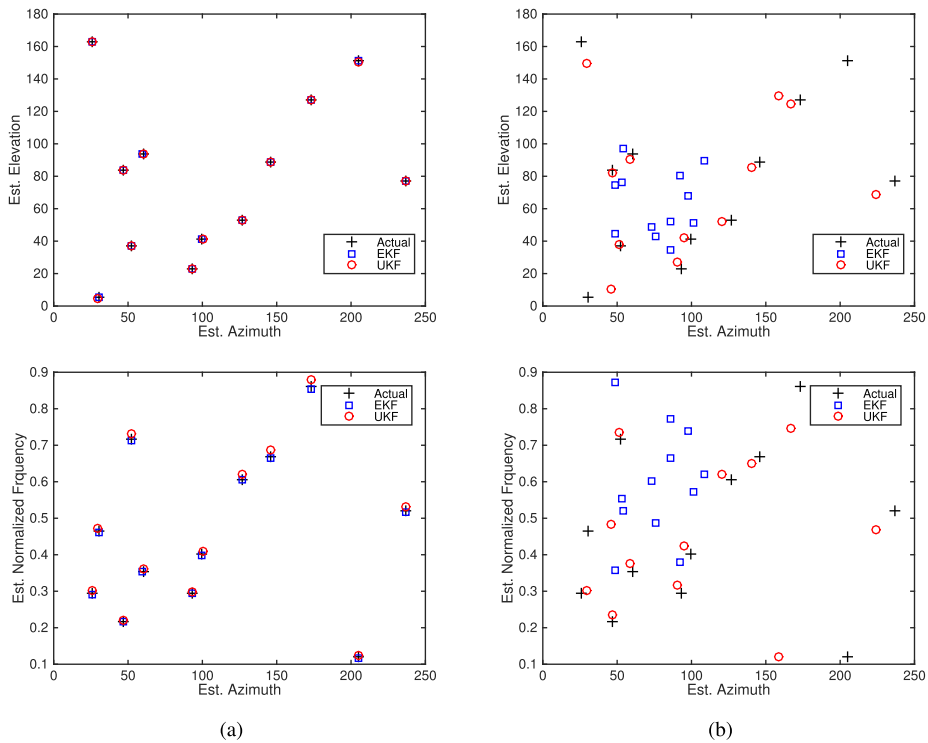 180
160
140
120
100
80
60
40
20
0
Est. Elevation
0 50 100 150 200 250
Est. Azimuth
Actual
EKF
UKF
180
160
140
120
100
80
60
40
20
0
Est. Elevation
0 50 100 150 200 250
Est. Azimuth
Actual
EKF
UKF
0.9
0.8
0.7
0.6
0.5
0.4
0.3
0.2
0.1
Est. Normalized Frquency
0 50 100 150 200 250
Est. Azimuth
Actual
EKF
UKF
0.9
0.8
0.7
0.6
0.5
0.4
0.3
0.2
0.1
Est. Normalized Frquency
0 50 100 150 200 250
Est. Azimuth
Actual
EKF
UKF
(a)
(b)